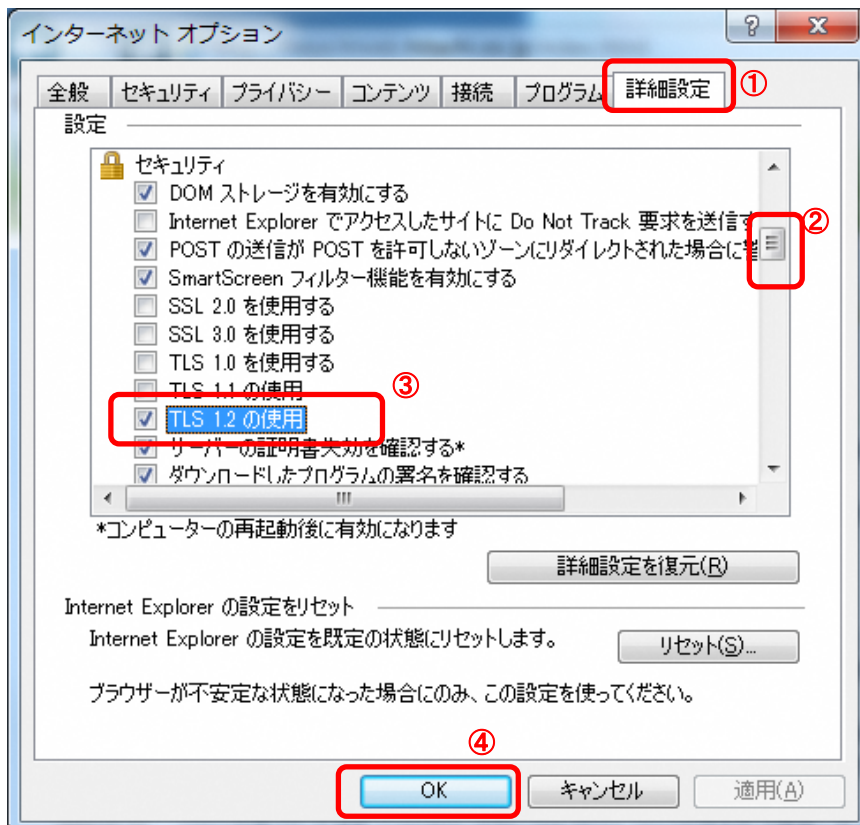 インターネット オプション
全般 セキュリティ プライバシー コンテンツ 接続 プログラム 詳細設定 ①
設定
セキュリティ
DOM ストレージを有効にする
Internet Explorer でアクセスしたサイトに Do Not Track 要求を送信す ②
POST の送信が POST を許可しないゾーンにリダイレクトされた場合に警
SmartScreen フィルター機能を有効にする
SSL 2.0 を使用する
SSL 3.0 を使用する
TLS 1.0 を使用する
TLS 1.1 の使用 ③
TLS 1.2 の使用
サーバーの証明書失効を確認する*
ダウンロードしたプログラムの署名を確認する
*コンピューターの再起動後に有効になります
詳細設定を復元(R)
Internet Explorer の設定をリセット
Internet Explorer の設定を既定の状態にリセットします。
リセット(S)...
ブラウザーが不安定な状態になった場合にのみ、この設定を使ってください。
④
OK キャンセル 適用(A)